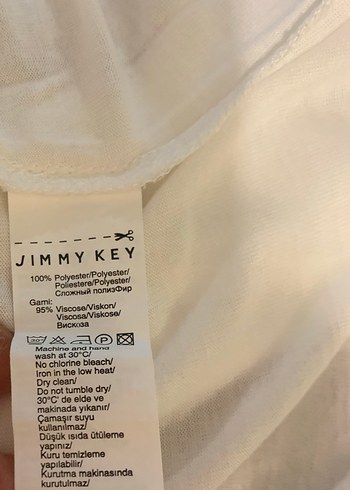 JIMMY KEY
100% Polyester/Polyester/
Poliestere/Polyester/
Сложный полизФир
Garni:
95% Viscose/Viskon/
Viscosa/Viskose/
Вискоза
30°
P
Machine and hand
wash at 30°C/
No chlorine bleach/
Iron in the low heat/
Dry clean/
Do not tumble dry/
30°C' de elde ve
makinada yıkanır/
Çamaşır suyu
kullanılmaz/
Düşük ısıda ütüleme
yapınız/
Kuru temizleme
yapılabilir/
Kurutma makinasında
kurutulmaz/